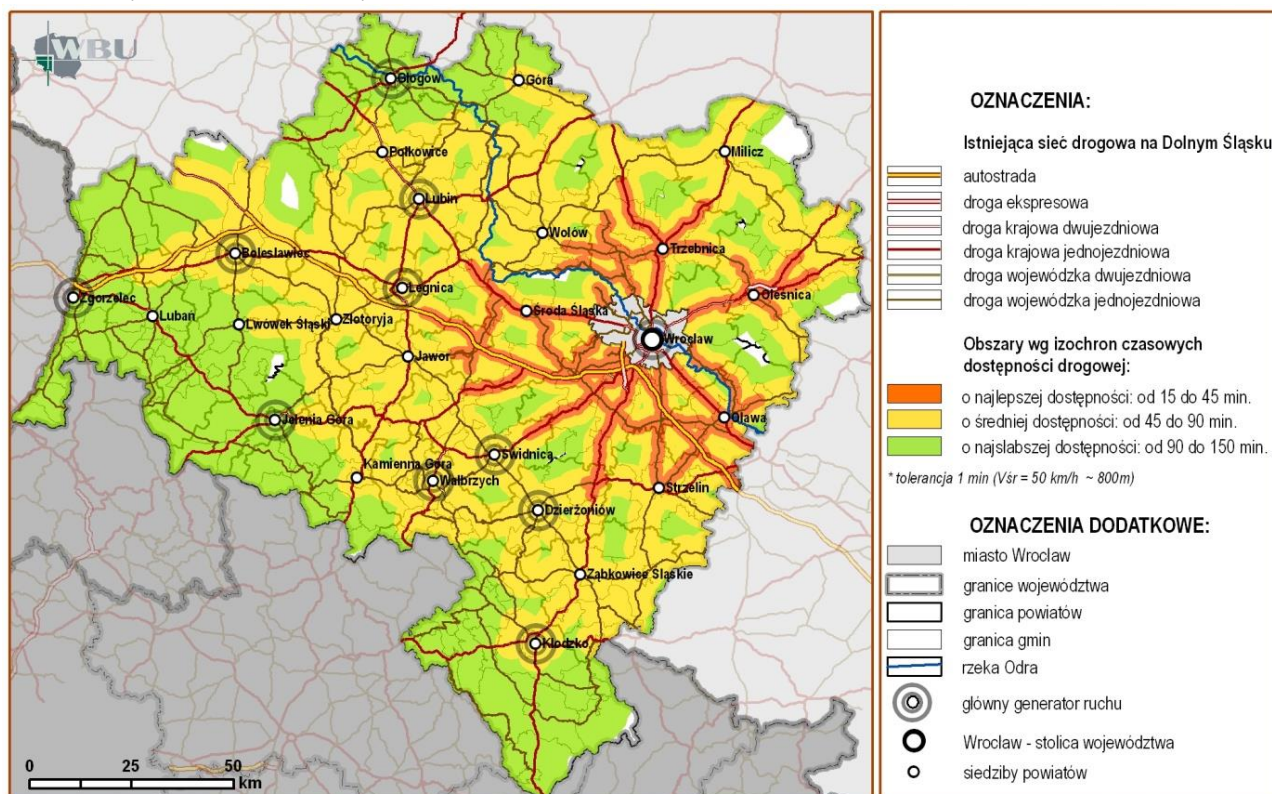 WBU
Głogów
Góra
Polkowice
Milicz
Lubin
Wołów
Trzebnica
Bolesławiec
Legnica
Oleśnica
Zgorzelec
Środa Śląska
Lubań
Lwówek Śląski
Złotoryja
Wrocław
Jawor
Jelenia Góra
Oława
Świdnica
Kamienna Góra
Wałbrzych
Strzelin
Dzierżoniów
Ząbkowice Śląskie
Kłodzko
0 25 50
km
OZNACZENIA:
Istniejąca sieć drogowa na Dolnym Śląsku
autostrada
droga ekspresowa
droga krajowa dwujezdniowa
droga krajowa jednojezdniowa
droga wojewódzka dwujezdniowa
droga wojewódzka jednojezdniowa
Obszary wg izochron czasowych
dostępności drogowej:
o najlepszej dostępności: od 15 do 45 min.
o średniej dostępności: od 45 do 90 min.
o najsłabszej dostępności: od 90 do 150 min.
* tolerancja 1 min (Vśr = 50 km/h ~ 800m)
OZNACZENIA DODATKOWE:
miasto Wrocław
granice województwa
granica powiatów
granica gmin
rzeka Odra
główny generator ruchu
Wrocław - stolica województwa
siedziby powiatów